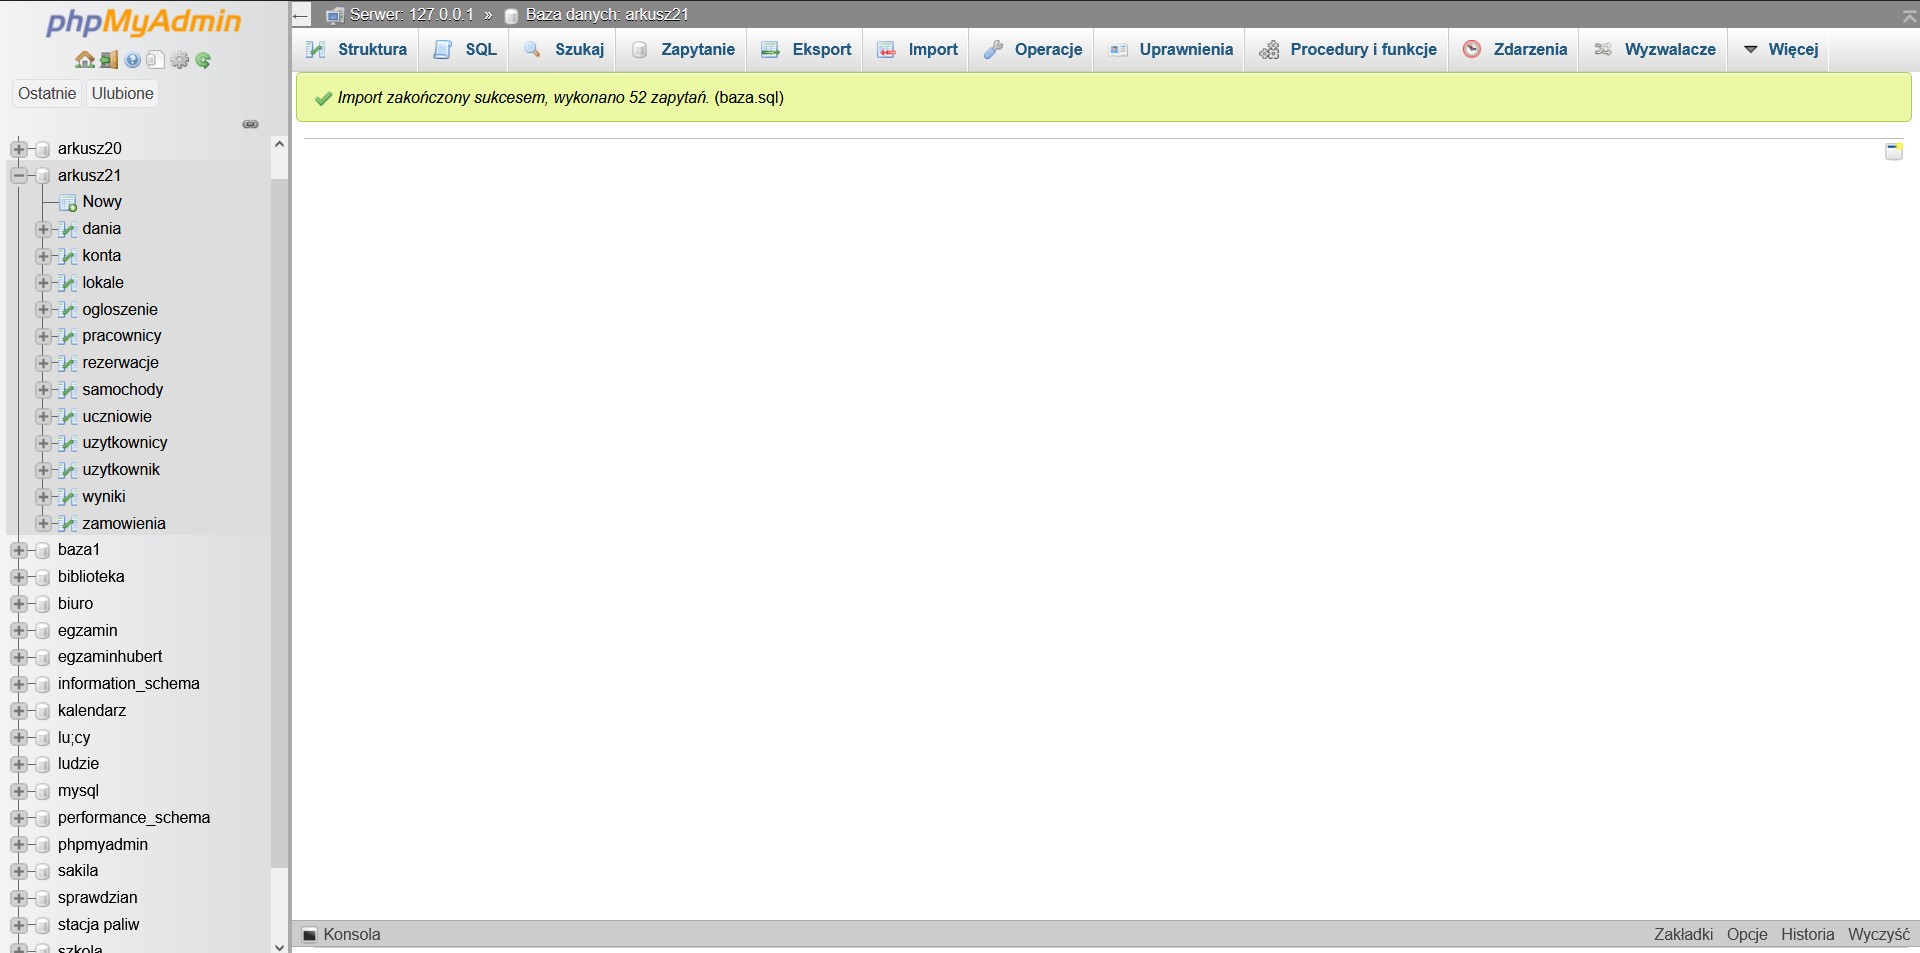 phpMyAdmin
Ostatnie Ulubione
arkusz20
arkusz21
Nowy
dania
konta
lokale
ogloszenie
pracownicy
rezerwacje
samochody
uczniowie
uzytkownicy
uzytkownik
wyniki
zamowienia
baza1
biblioteka
biuro
egzamin
egzaminhubert
information_schema
kalendarz
lu;cy
ludzie
mysql
performance_schema
phpmyadmin
sakila
sprawdzian
stacja paliw
szkola
Serwer: 127.0.0.1 » Baza danych: arkusz21
Struktura SQL Szukaj Zapytanie Eksport Import Operacje Uprawnienia Procedury i funkcje Zdarzenia Wyzwalacze Więcej
Import zakończony sukcesem, wykonano 52 zapytań. (baza.sql)
Konsola Zakładki Opcje Historia Wyczyść